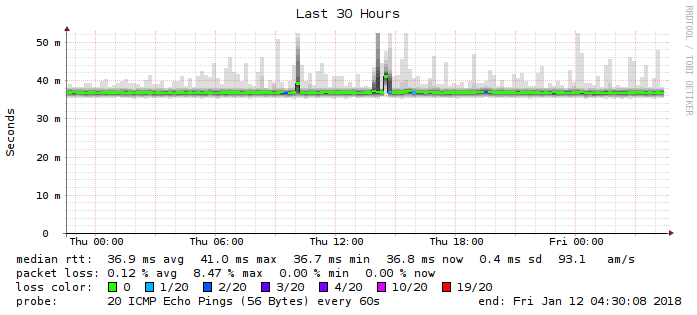 Last 30 Hours
RRDTOOL / TOBI OETIKER
Seconds
50 m
40 m
30 m
20 m
10 m
0
Thu 00:00 Thu 06:00 Thu 12:00 Thu 18:00 Fri 00:00
median rtt: 36.9 ms avg 41.0 ms max 36.7 ms min 36.8 ms now 0.4 ms sd 93.1 am/s
packet loss: 0.12 % avg 8.47 % max 0.00 % min 0.00 % now
loss color: 0 1/20 2/20 3/20 4/20 10/20 19/20
probe: 20 ICMP Echo Pings (56 Bytes) every 60s end: Fri Jan 12 04:30:08 2018